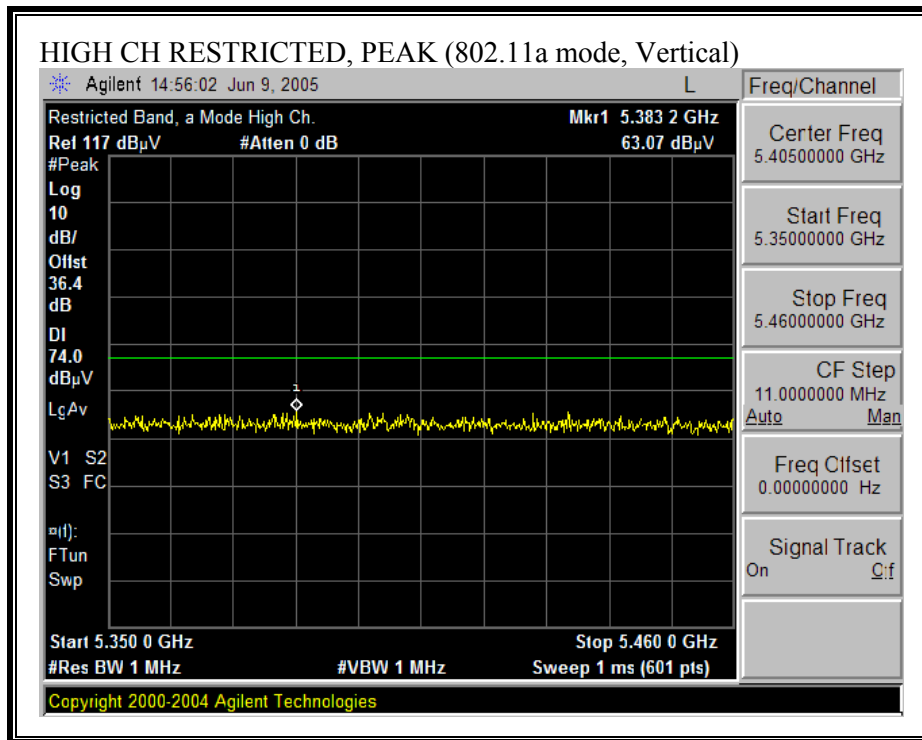 HIGH CH RESTRICTED, PEAK (802.11a mode, Vertical)
Agilent 14:56:02 Jun 9, 2005 L
Restricted Band, a Mode High Ch. Mkr1 5.383 2 GHz
Ref 117 dBµV #Atten 0 dB 63.07 dBµV
#Peak
Log
10
dB/
Offst
36.4
dB
DI
74.0
dBµV
LgAv
1
V1 S2
S3 FC
¤(f):
FTun
Swp
Start 5.350 0 GHz Stop 5.460 0 GHz
#Res BW 1 MHz #VBW 1 MHz Sweep 1 ms (601 pts)
Copyright 2000-2004 Agilent Technologies
Freq/Channel
Center Freq
5.40500000 GHz
Start Freq
5.35000000 GHz
Stop Freq
5.46000000 GHz
CF Step
11.0000000 MHz
Auto Man
Freq Offset
0.00000000 Hz
Signal Track
On Off